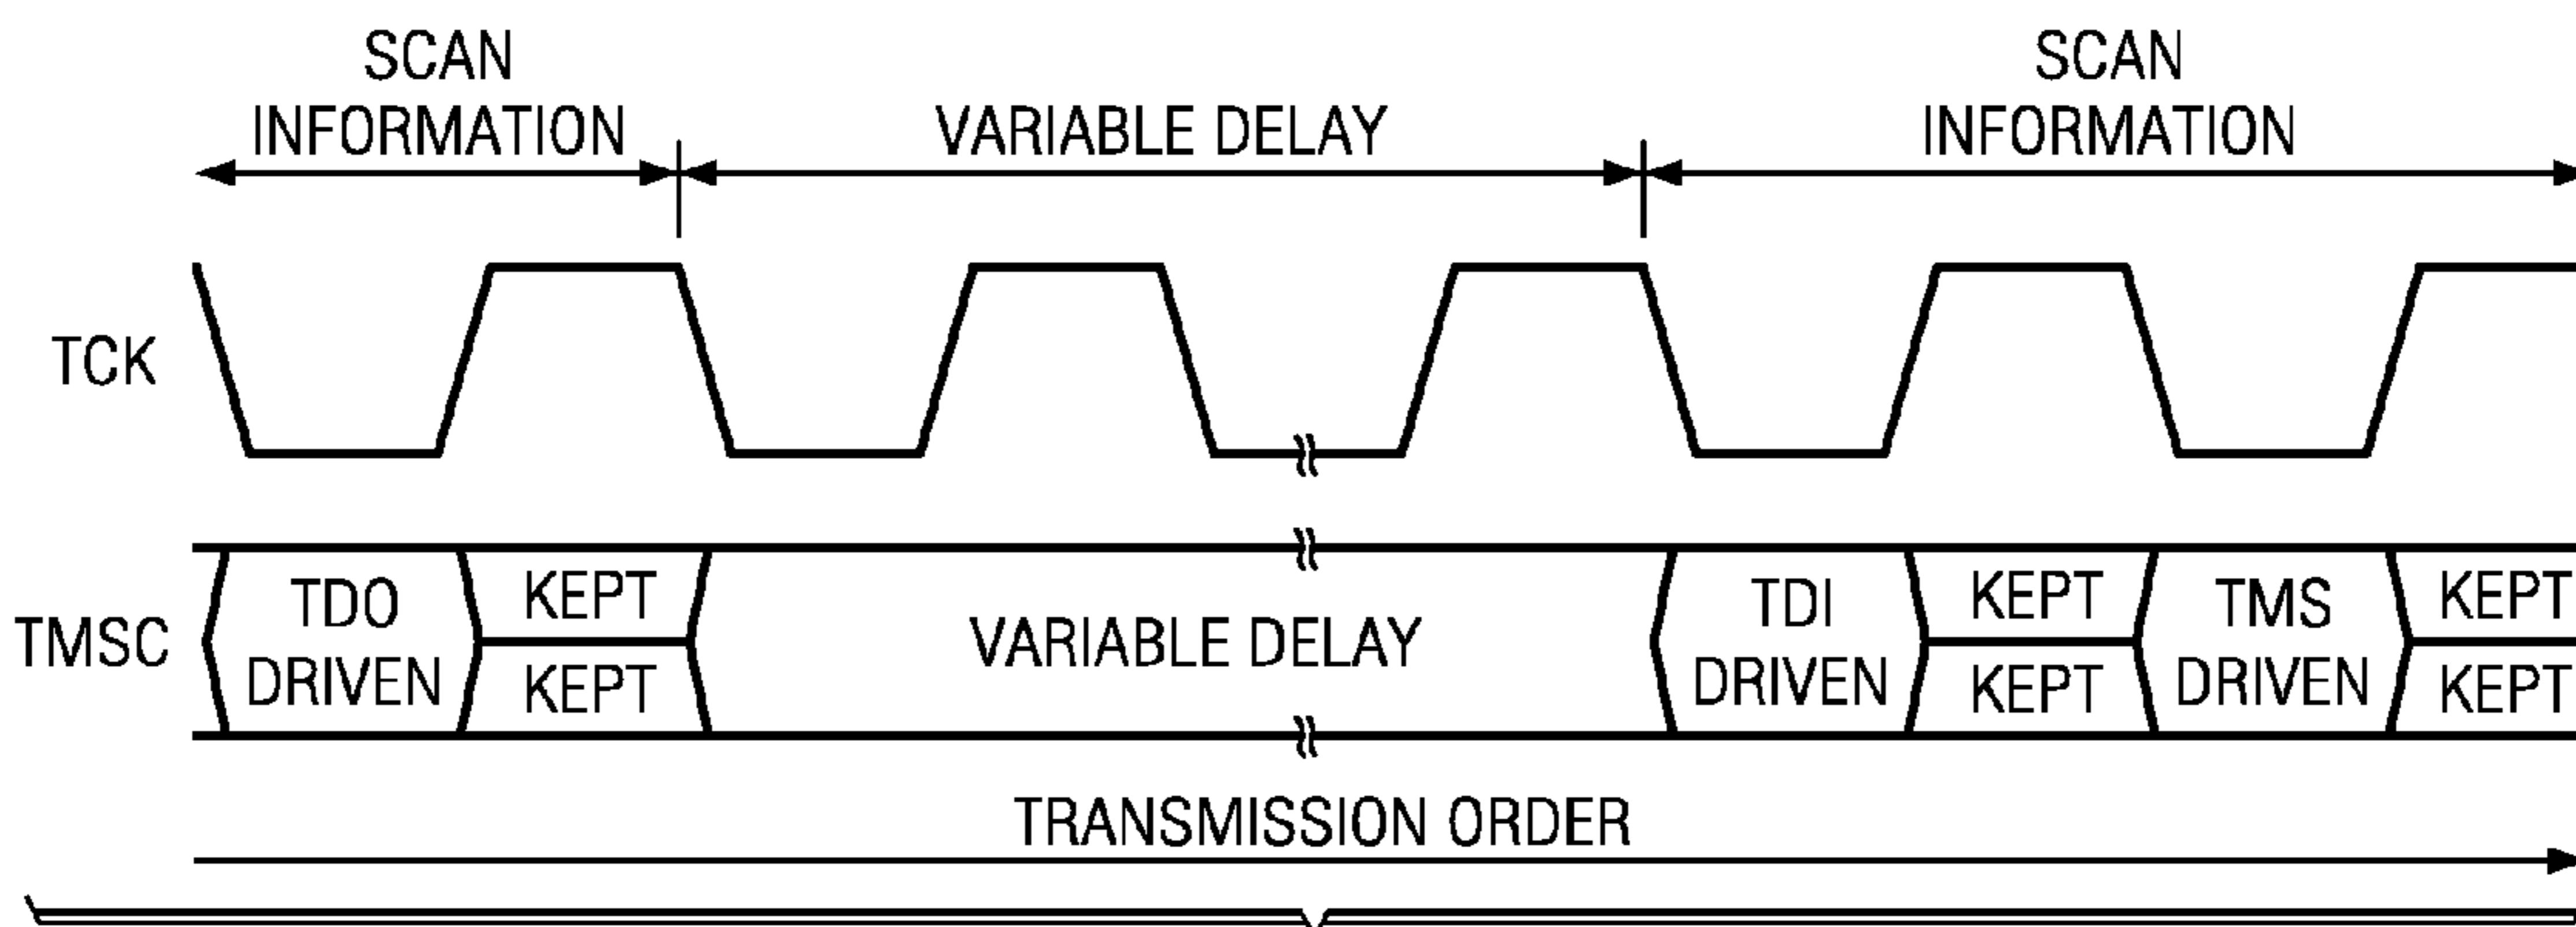 SCAN
INFORMATION
VARIABLE DELAY
SCAN
INFORMATION
TCK
TMSC
TDO
DRIVEN
KEPT
KEPT
VARIABLE DELAY
TDI
DRIVEN
KEPT
KEPT
TMS
DRIVEN
KEPT
KEPT
TRANSMISSION ORDER